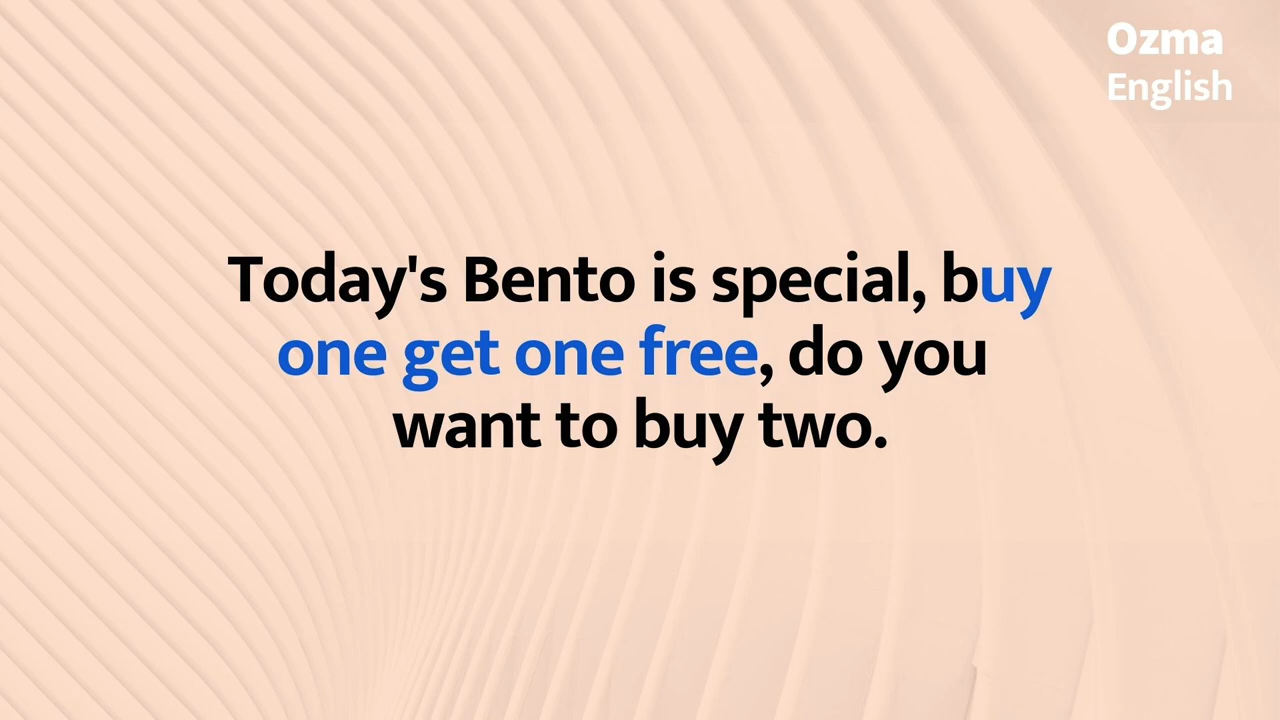 Ozma
English
Today's Bento is special, buy
one get one free, do you
want to buy two.